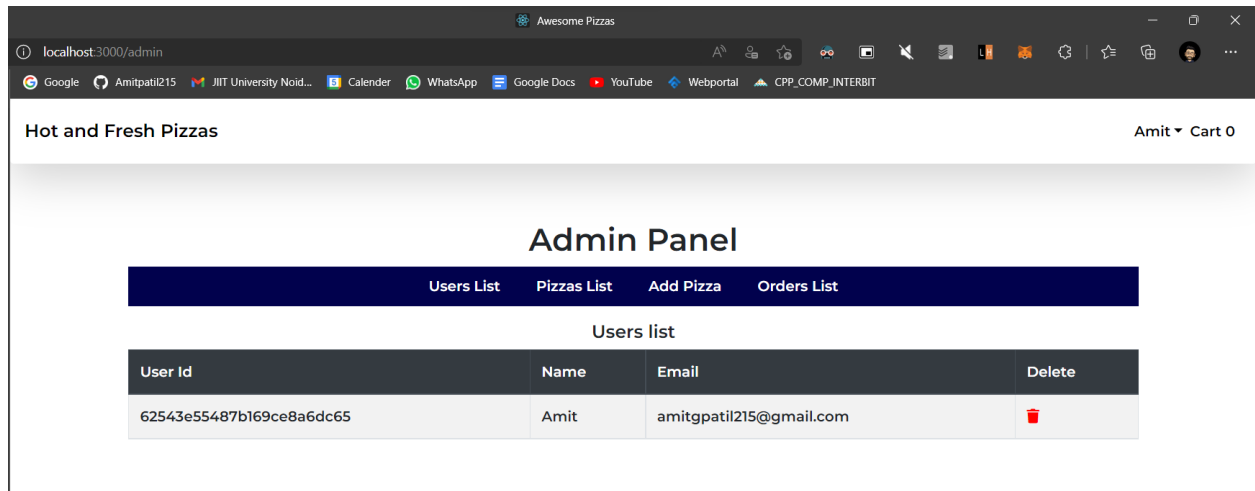 Awesome Pizzas
localhost:3000/admin
Google Amitpatil215 JIIT University Noid... Calender WhatsApp Google Docs YouTube Webportal CPP_COMP_INTERBIT
Hot and Fresh Pizzas Amit Cart 0
Admin Panel
Users List Pizzas List Add Pizza Orders List
Users list
User Id Name Email Delete
62543e55487b169ce8a6dc65 Amit amitgpatil215@gmail.com